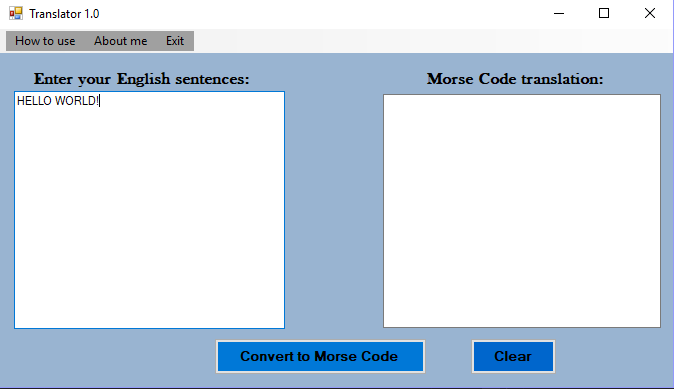 Translator 1.0
How to use About me Exit
Enter your English sentences: Morse Code translation:
HELLO WORLD!
Convert to Morse Code Clear